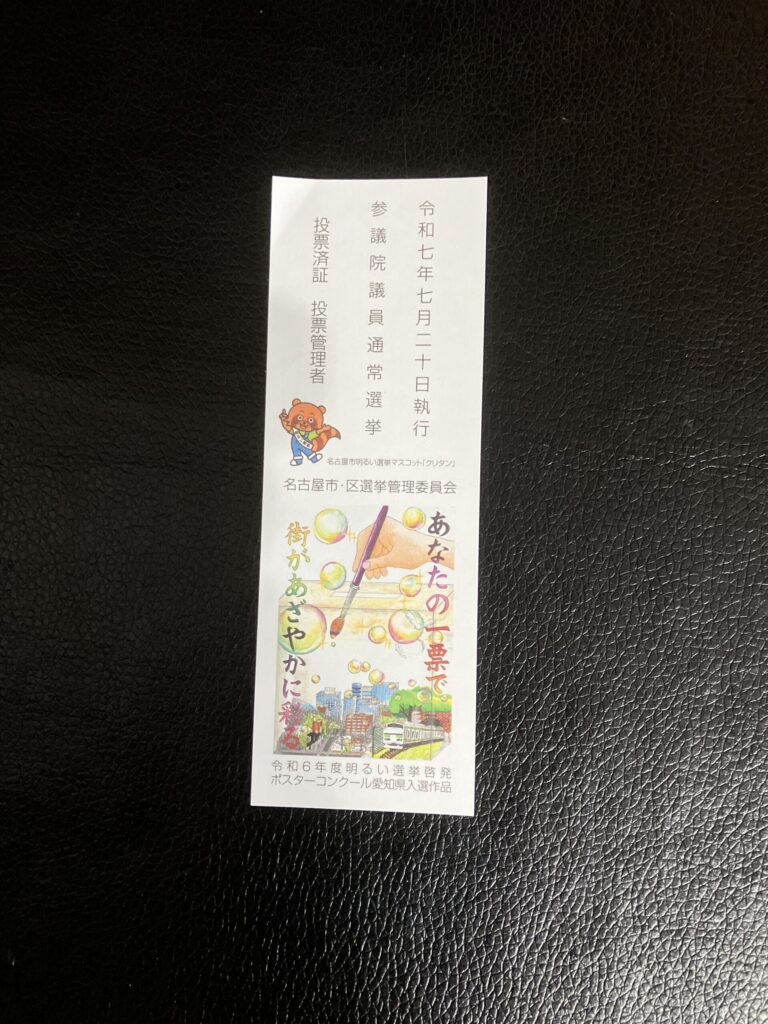 令和七年七月二十日執行
参議院議員通常選挙
投票済証 投票管理者
名古屋市明るい選挙マスコット「クリタン」
名古屋市・区選挙管理委員会
あなたの一票で
街があざやかに彩る
令和6年度明るい選挙啓発
ポスターコンクール愛知県入選作品